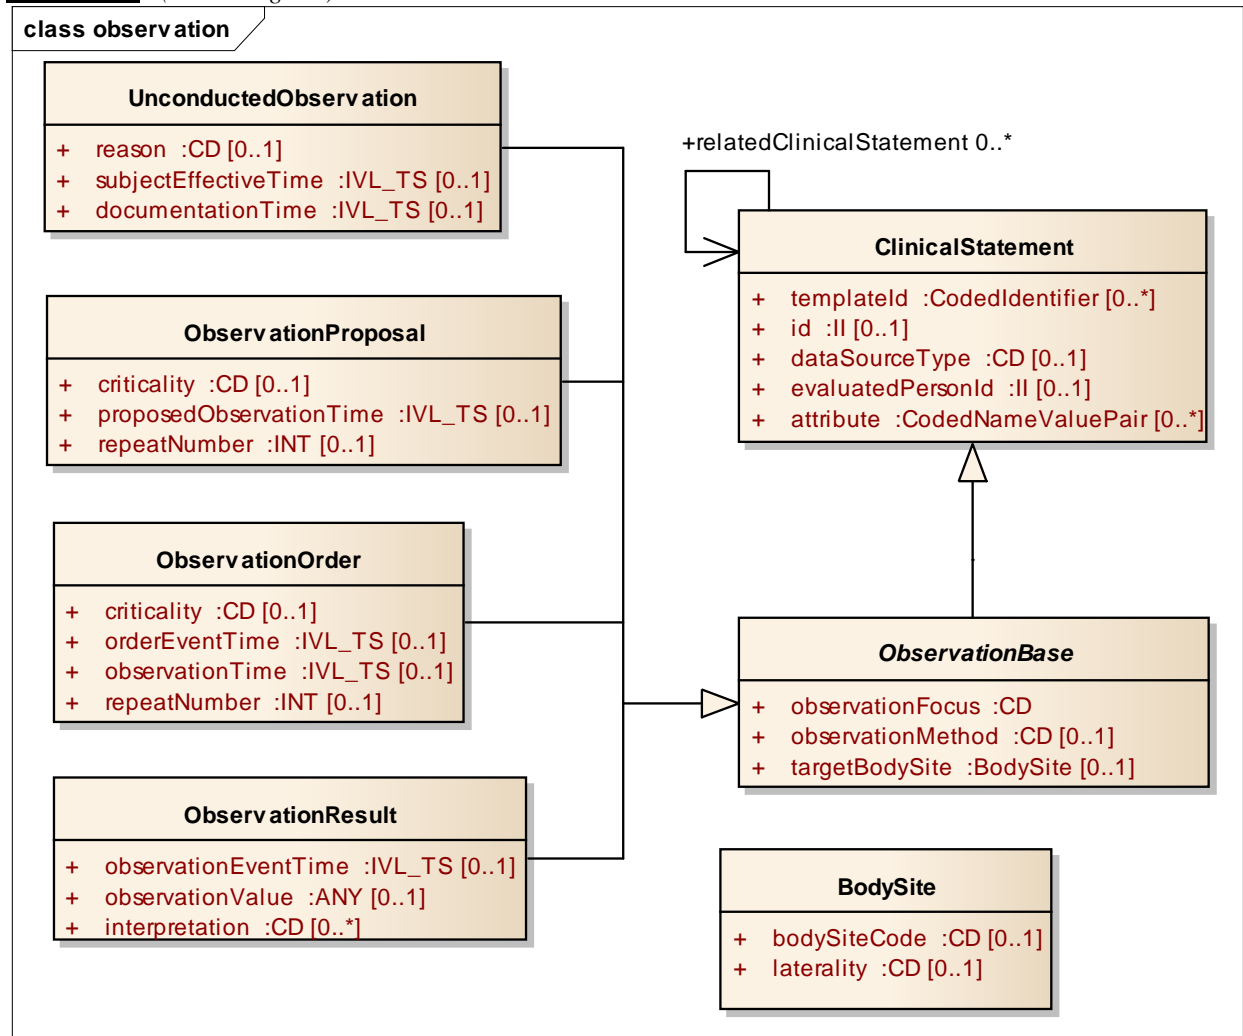 class observation
UnconductedObservation
+ reason :CD [0..1]
+ subjectEffectiveTime :IVL_TS [0..1]
+ documentationTime :IVL_TS [0..1]
ObservationProposal
+ criticality :CD [0..1]
+ proposedObservationTime :IVL_TS [0..1]
+ repeatNumber :INT [0..1]
ObservationOrder
+ criticality :CD [0..1]
+ orderEventTime :IVL_TS [0..1]
+ observationTime :IVL_TS [0..1]
+ repeatNumber :INT [0..1]
ObservationResult
+ observationEventTime :IVL_TS [0..1]
+ observationValue :ANY [0..1]
+ interpretation :CD [0..*]
+relatedClinicalStatement 0..*
ClinicalStatement
+ templateId :CodedIdentifier [0..*]
+ id :II [0..1]
+ dataSourceType :CD [0..1]
+ evaluatedPersonId :II [0..1]
+ attribute :CodedNameValuePair [0..*]
ObservationBase
+ observationFocus :CD
+ observationMethod :CD [0..1]
+ targetBodySite :BodySite [0..1]
BodySite
+ bodySiteCode :CD [0..1]
+ laterality :CD [0..1]